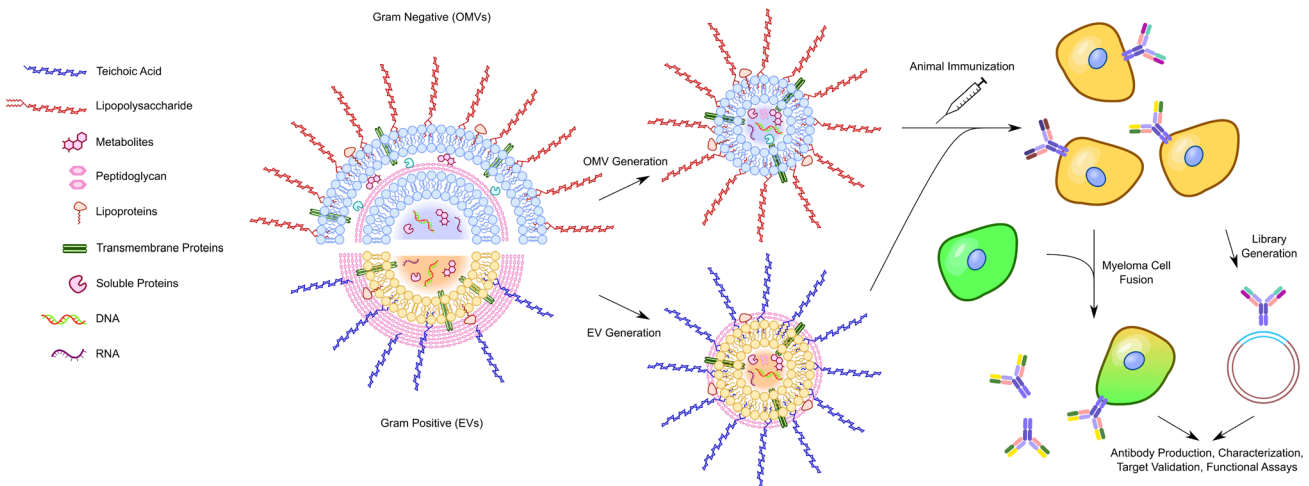 Gram Negative (OMVs)
Teichoic Acid
Lipopolysaccharide
Metabolites
Peptidoglycan
Lipoproteins
Transmembrane Proteins
Soluble Proteins
DNA
RNA
Gram Positive (EVs)
OMV Generation
EV Generation
Animal Immunization
Myeloma Cell
Fusion
Library
Generation
Antibody Production, Characterization,
Target Validation, Functional Assays